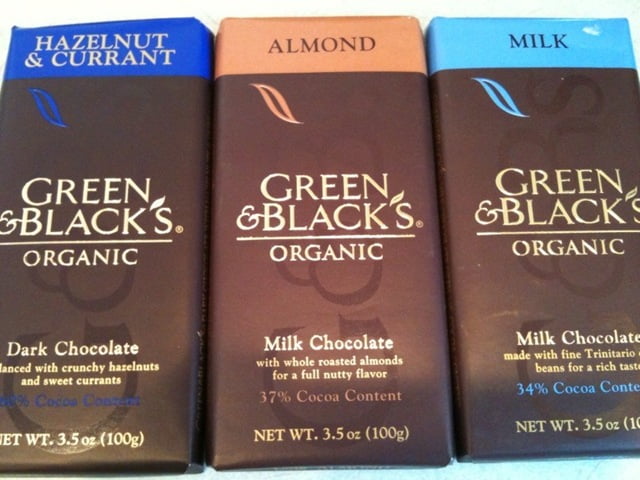 HAZELNUT
& CURRANT
GREEN
&BLACK'S®
ORGANIC
Dark Chocolate
crunchy hazelnuts
and sweet currants
60% Cocoa Content
NET WT. 3.5 oz (100g)
ALMOND
GREEN
&BLACK'S®
ORGANIC
Milk Chocolate
with whole roasted almonds
for a full nutty flavor
37% Cocoa Content
NET WT. 3.5 oz (100g)
MILK
GREEN
&BLACK'S
ORGANIC
Milk Chocolate
made with fine Trinitario
beans for a rich taste
34% Cocoa Conte
NET WT. 3.5 oz (10